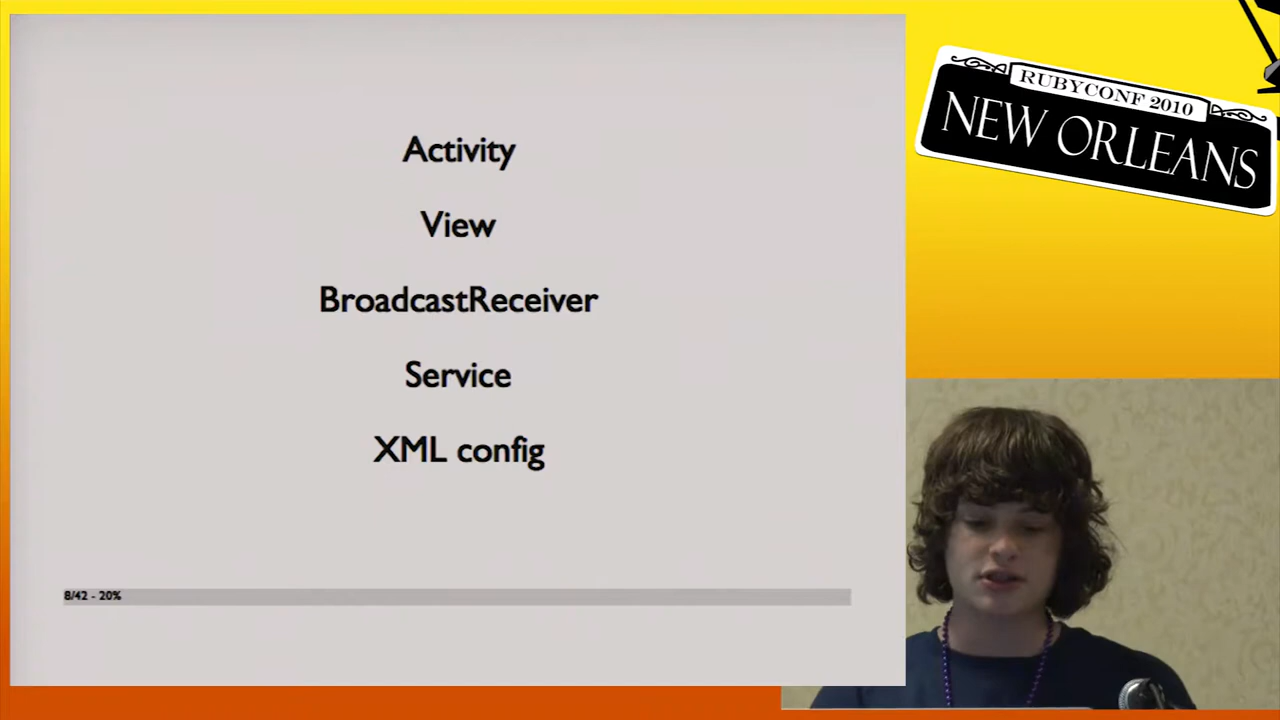 Activity
View
BroadcastReceiver
Service
XML config
8/42 - 20%
RUBYCONF 2010
NEW ORLEANS